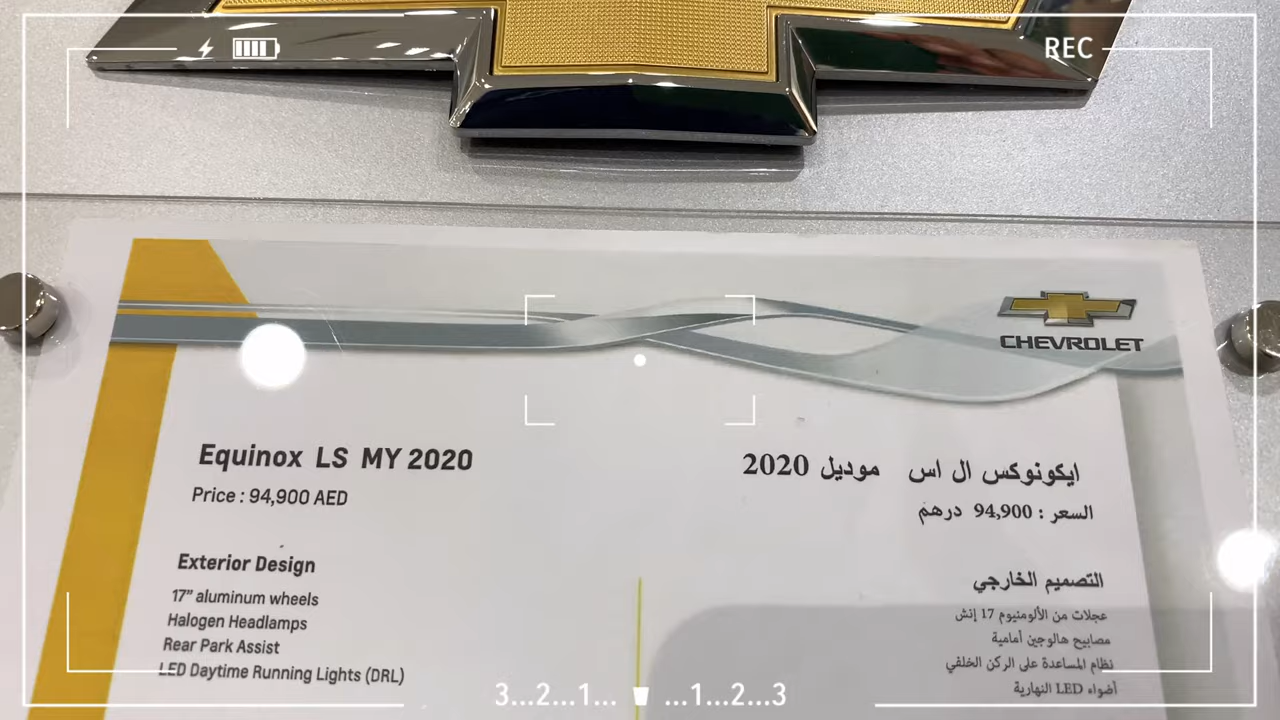 REC
CHEVROLET
Equinox LS MY 2020
Price : 94,900 AED
Exterior Design
17” aluminum wheels
Halogen Headlamps
Rear Park Assist
LED Daytime Running Lights (DRL)
ايكونوكس ال اس موديل 2020
السعر : 94,900 درهم
التصميم الخارجي
عجلات من الألومنيوم 17 إنش
مصابيح هالوجين أمامية
نظام المساعدة على الركن الخلفي
أضواء LED النهارية
3...2...1... ...1...2...3